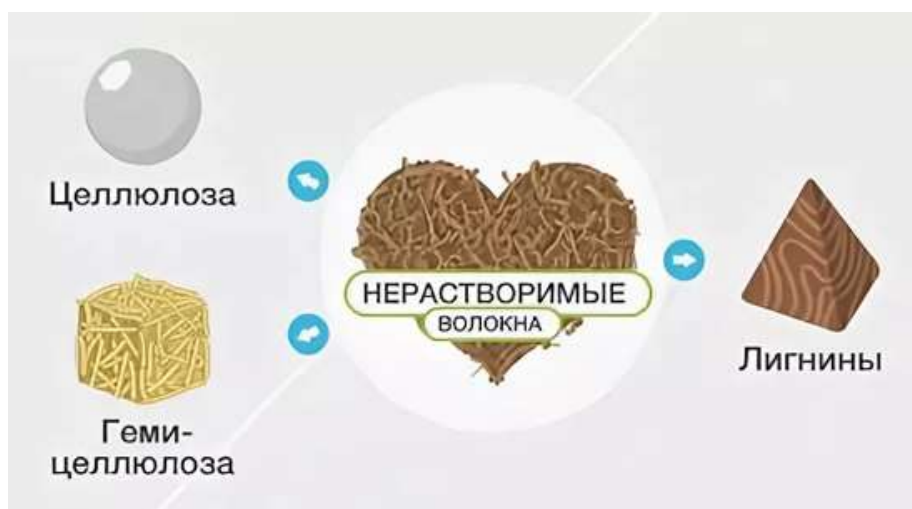 Целлюлоза
НЕРАСТВОРИМЫЕ
ВОЛОКНА
Лигнины
Геми-
целлюлоза